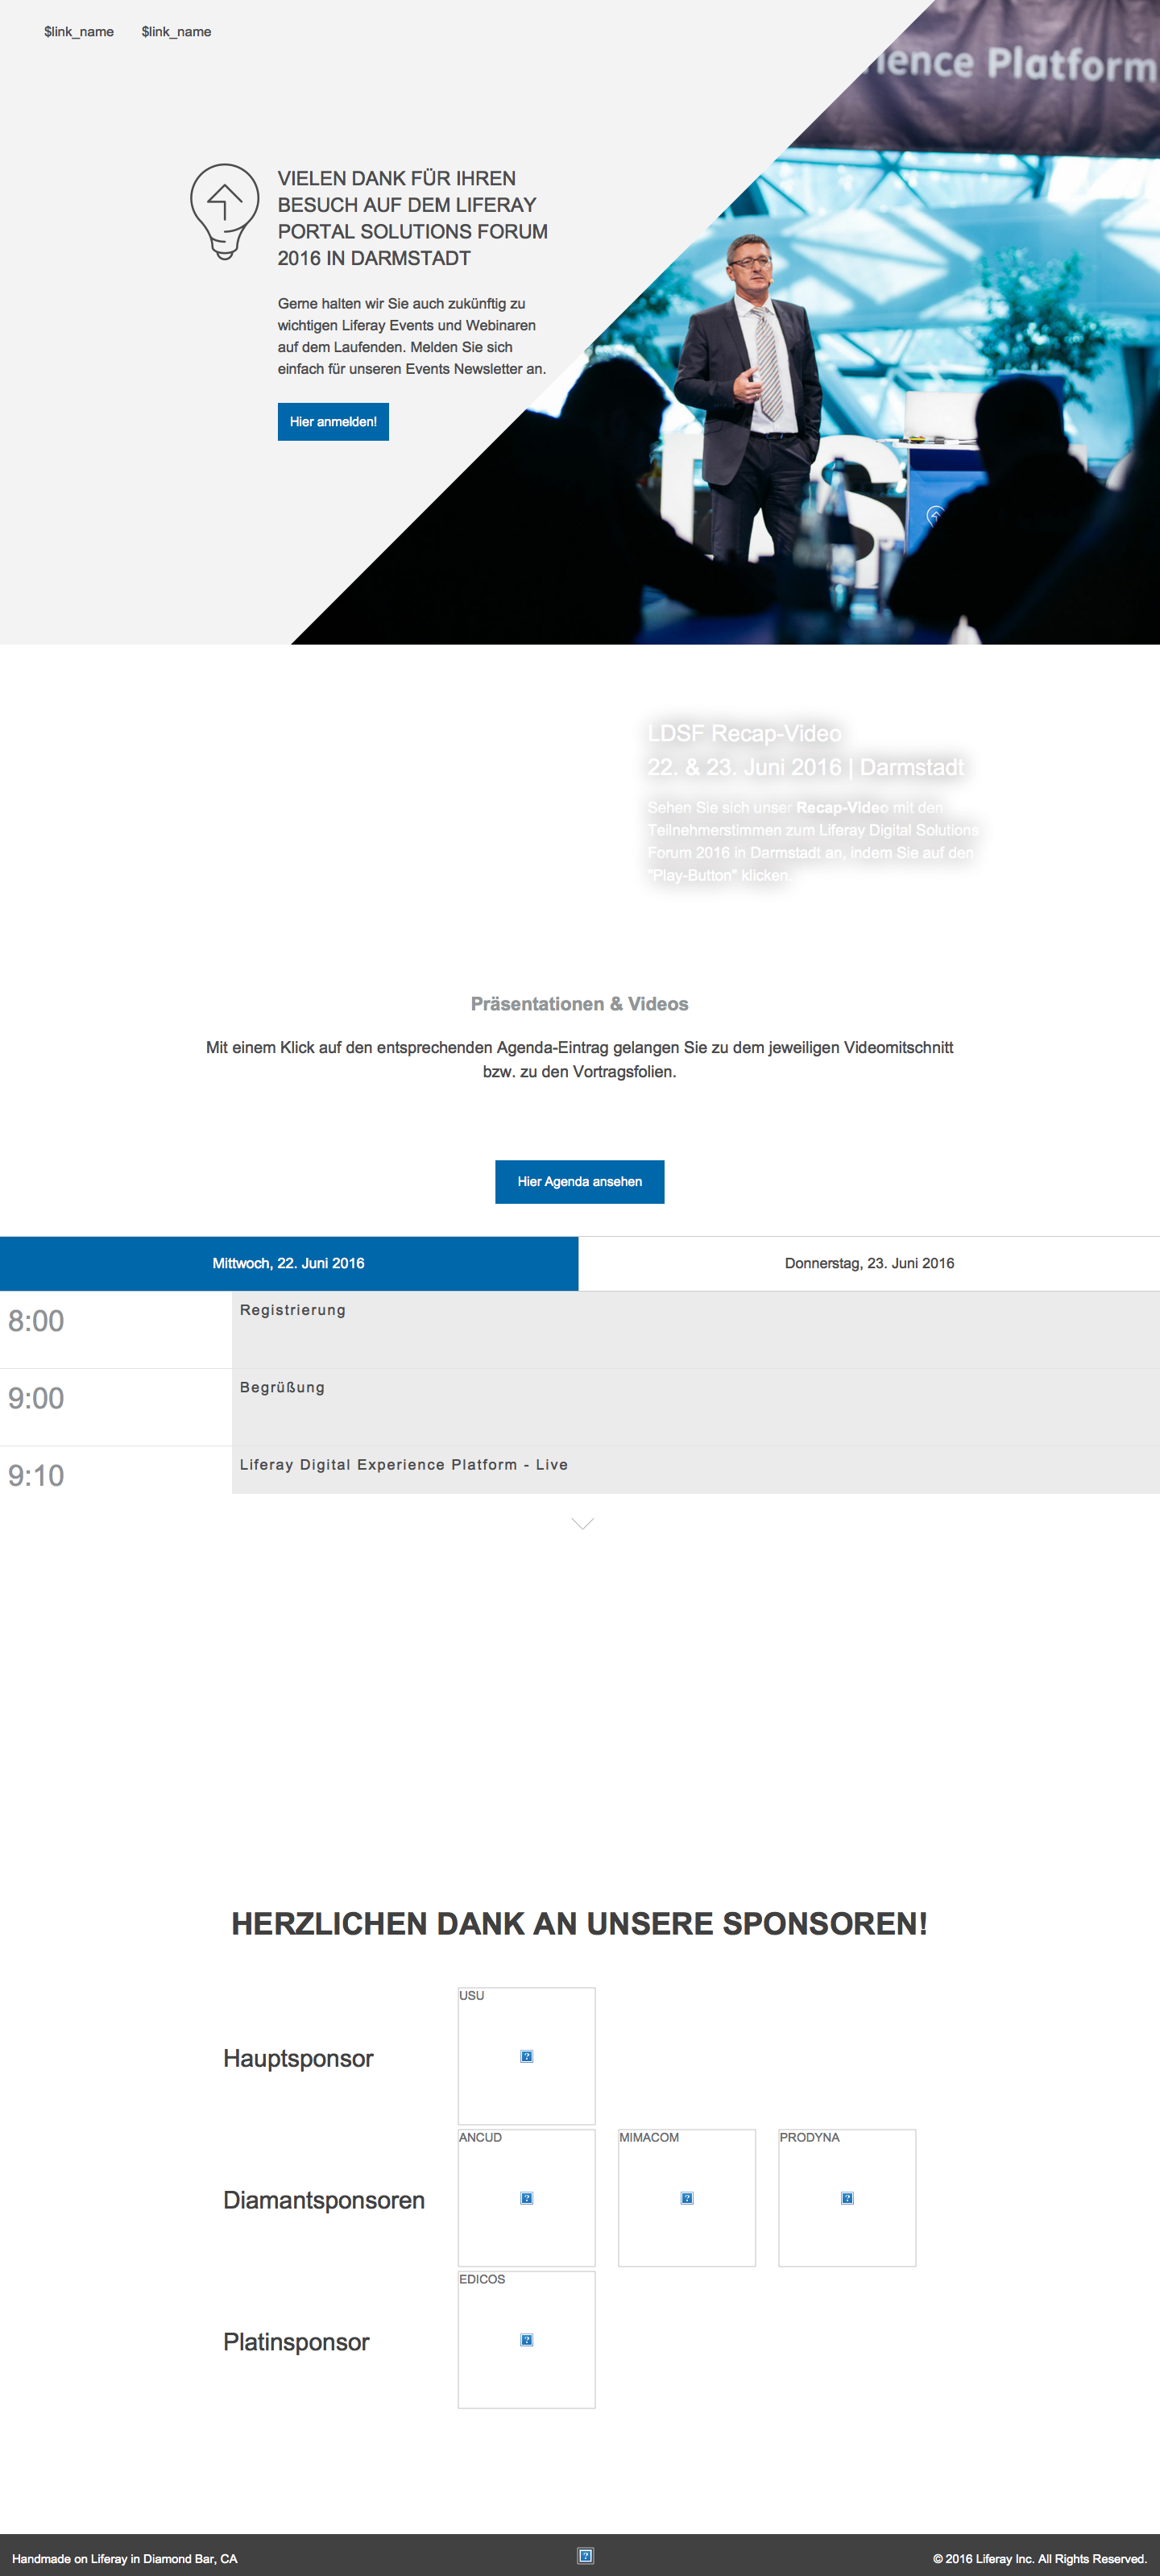 $link_name $link_name
rience Platform
VIELEN DANK FÜR IHREN
BESUCH AUF DEM LIFERAY
PORTAL SOLUTIONS FORUM
2016 IN DARMSTADT
Gerne halten wir Sie auch zukünftig zu
wichtigen Liferay Events und Webinaren
auf dem Laufenden. Melden Sie sich
einfach für unseren Events Newsletter an.
Hier anmelden!
LDSF Recap-Video
22. & 23. Juni 2016 | Darmstadt
Sehen Sie sich unser Recap-Video mit den
Teilnehmerstimmen zum Liferay Digital Solutions
Forum 2016 in Darmstadt an, indem Sie auf den
"Play-Button" klicken.
Präsentationen & Videos
Mit einem Klick auf den entsprechenden Agenda-Eintrag gelangen Sie zu dem jeweiligen Videomitschnitt
bzw. zu den Vortragsfolien.
Hier Agenda ansehen
Mittwoch, 22. Juni 2016 Donnerstag, 23. Juni 2016
8:00 Registrierung
9:00 Begrüßung
9:10 Liferay Digital Experience Platform - Live
HERZLICHEN DANK AN UNSERE SPONSOREN!
USU
Hauptsponsor
ANCUD MIMACOM PRODYNA
Diamantsponsoren
EDICOS
Platinsponsor
Handmade on Liferay in Diamond Bar, CA © 2016 Liferay Inc. All Rights Reserved.